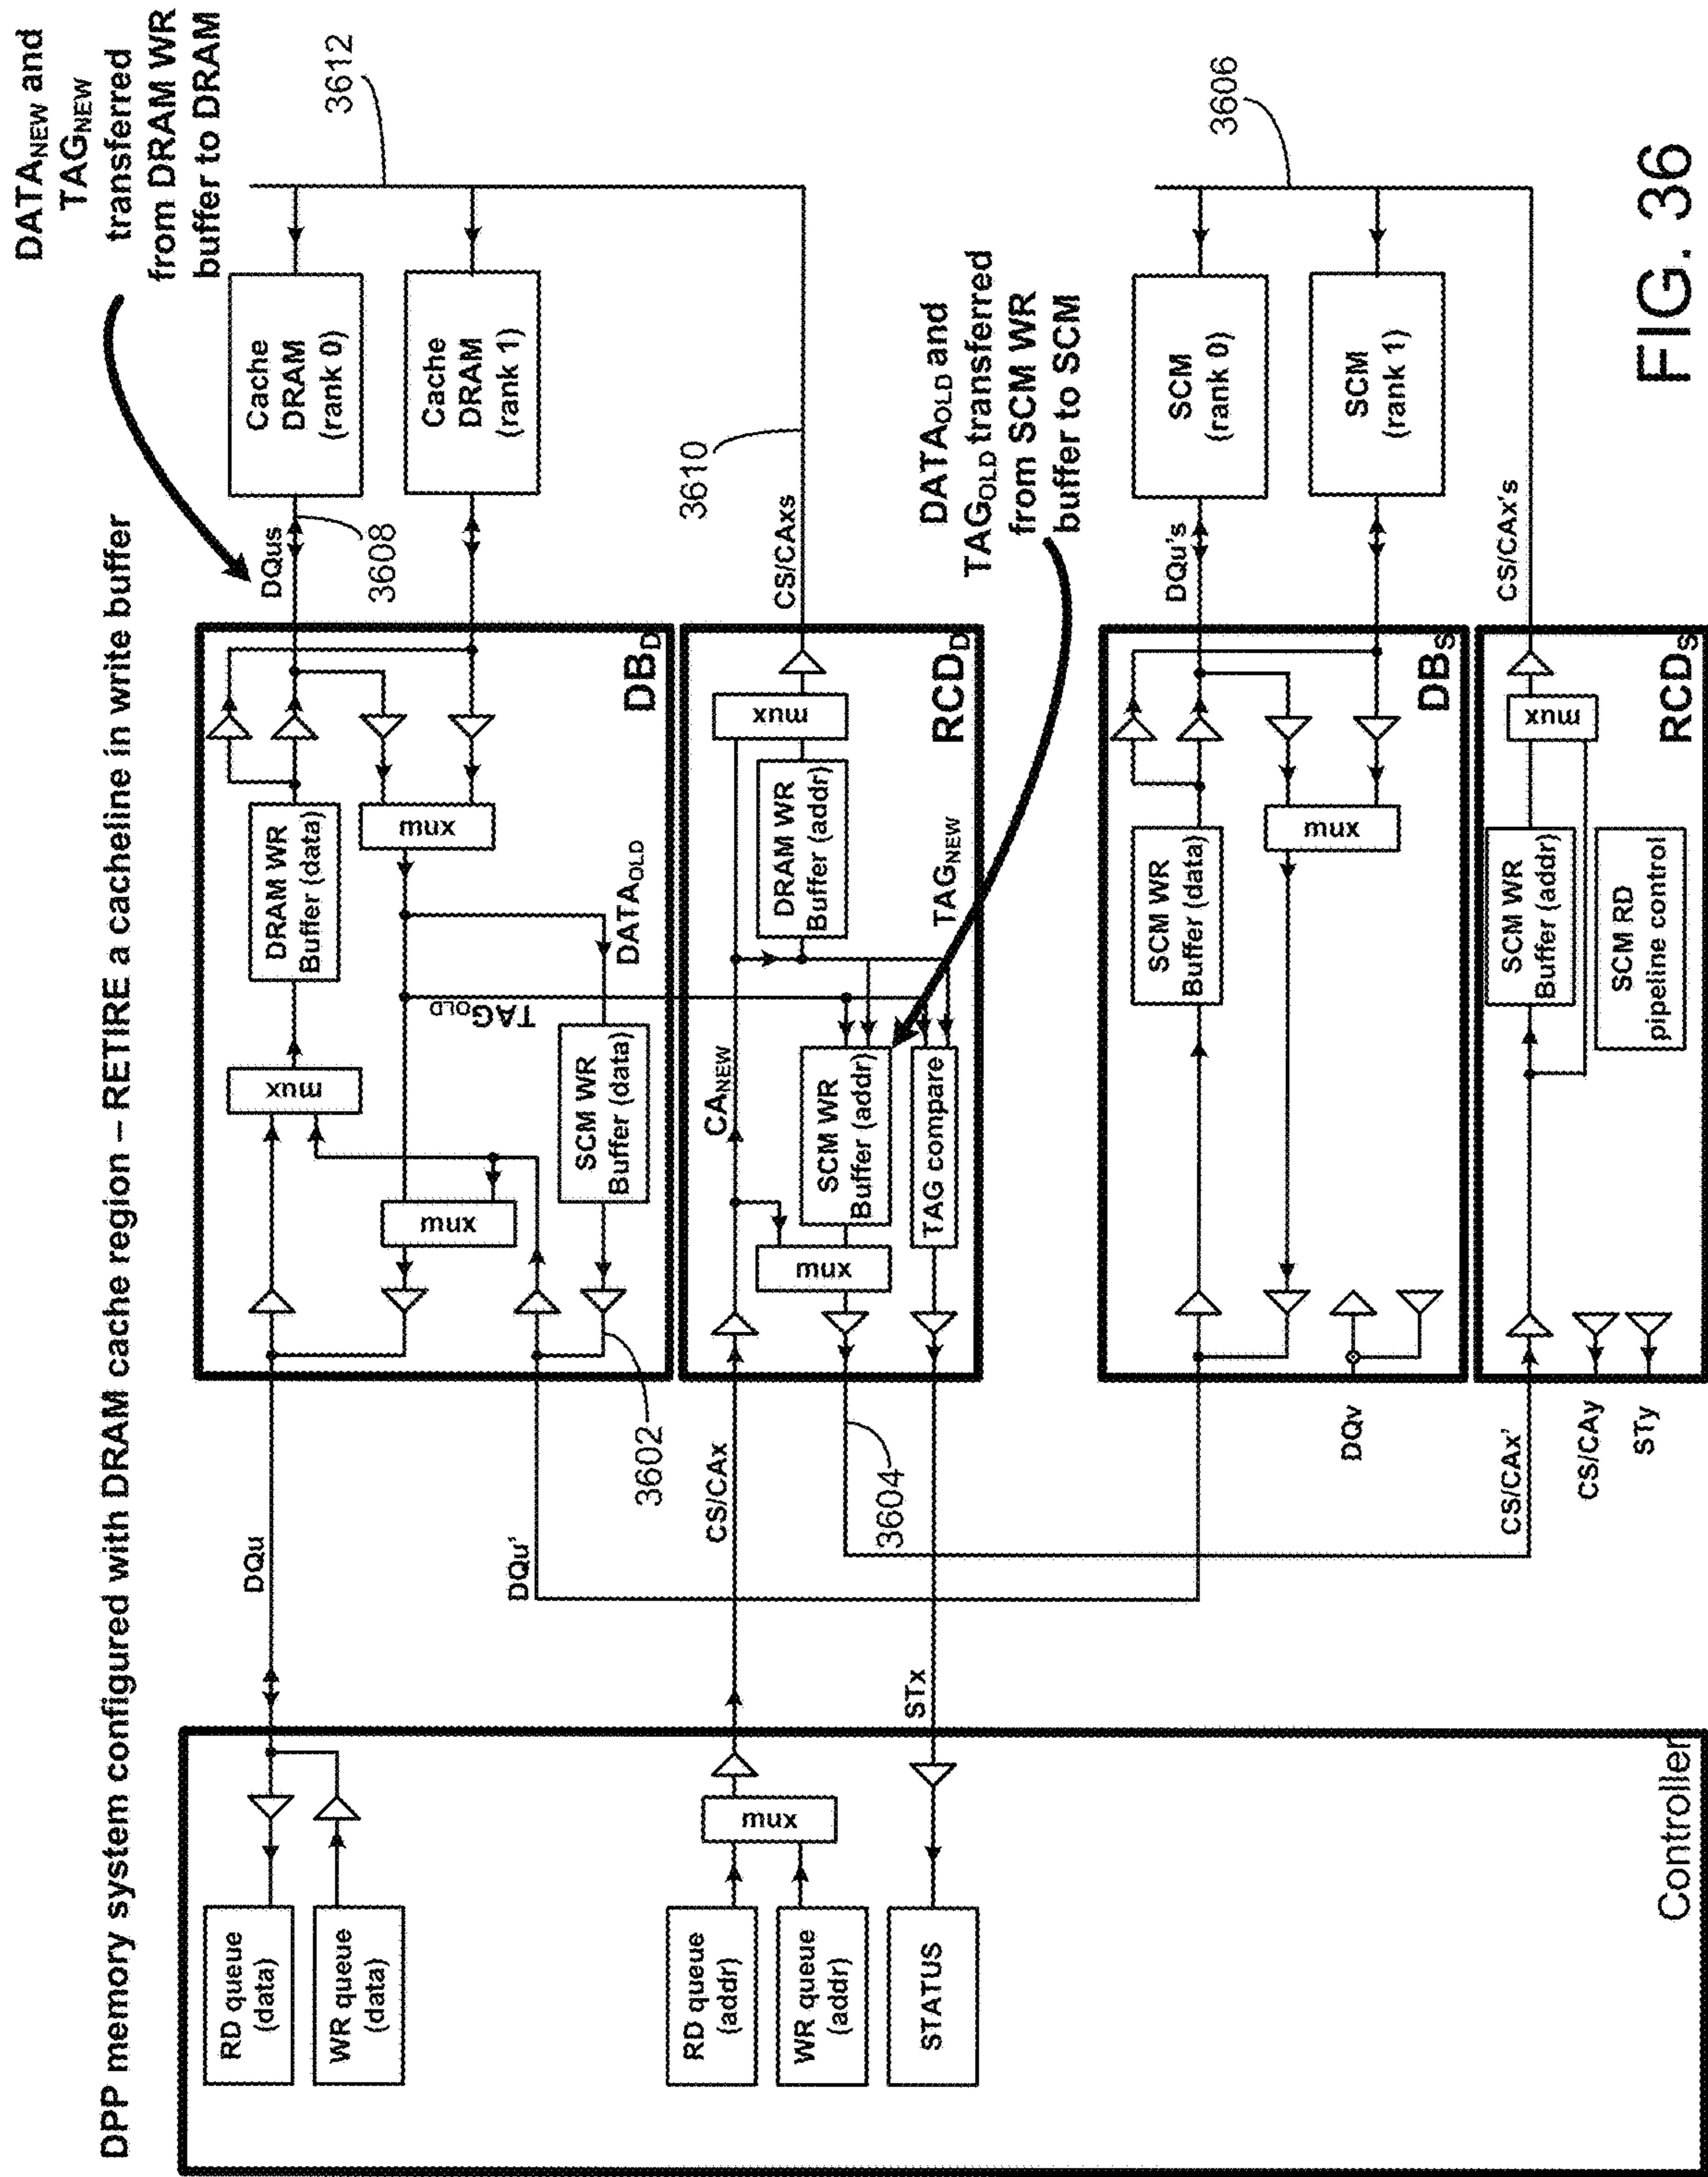 DPP memory system configured with DRAM cache region – RETIRE a cacheline in write buffer
DATANEW and
TAGNEW
transferred
from DRAM WR
buffer to DRAM
RD queue
(data)
WR queue
(data)
RD queue
(addr)
WR queue
(addr)
STATUS
mux
Controller
DQu
DQu'
CS/CAx
STx
3602
3604
mux
mux
DRAM WR
Buffer (data)
mux
TAGOLD
DATAOLD
SCM WR
Buffer (data)
DBD
CANEW
mux
SCM WR
Buffer (addr)
TAG compare
DRAM WR
Buffer (addr)
mux
TAGNEW
RCDD
DQus
3608
Cache
DRAM
(rank 0)
Cache
DRAM
(rank 1)
3612
CS/CAxs
3610
DATAOLD and
TAGOLD transferred
from SCM WR
buffer to SCM
DQv
SCM WR
Buffer (data)
mux
DBS
CS/CAx'
CS/CAy
STy
SCM WR
Buffer (addr)
SCM RD
pipeline control
mux
RCDS
DQu's
SCM
(rank 0)
SCM
(rank 1)
3606
CS/CAx's
FIG. 36